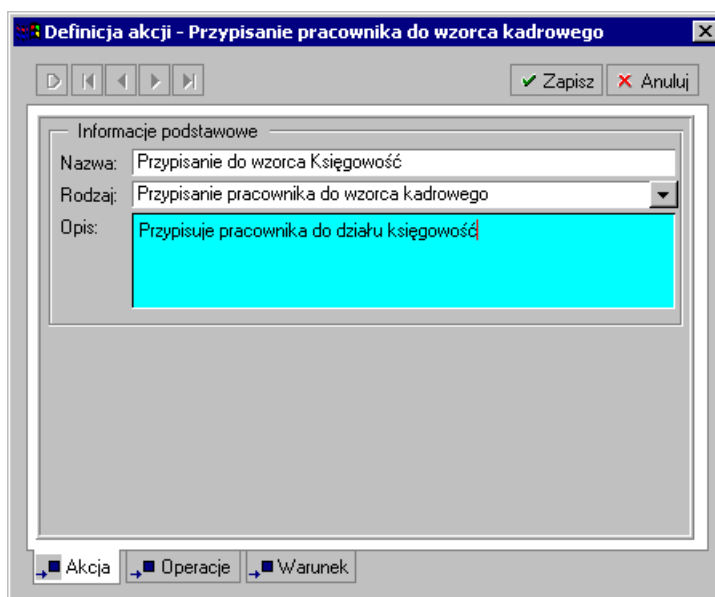 Definicja akcji - Przypisanie pracownika do wzorca kadrowego
Zapisz Anuluj
Informacje podstawowe
Nazwa: Przypisanie do wzorca Księgowość
Rodzaj: Przypisanie pracownika do wzorca kadrowego
Opis: Przypisuje pracownika do działu księgowość
Akcja Operacje Warunek